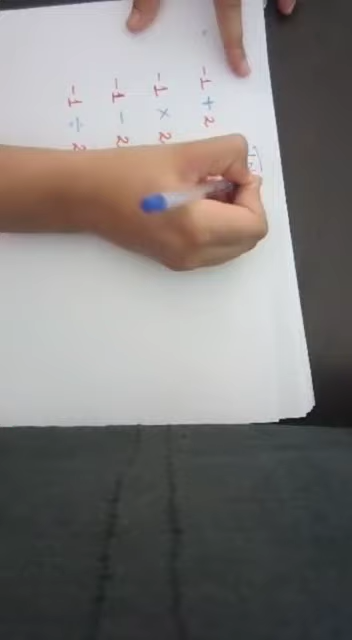 -1 + 2
-1 × 2
-1 - 2
-1 ÷ 2